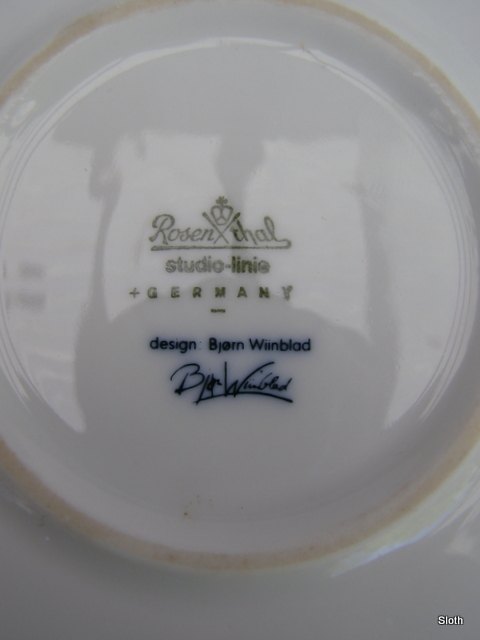 Rosenthal
studio-linie
+ GERMANY
design: Bjørn Wiinblad
Bjørn Wiinblad
Sloth